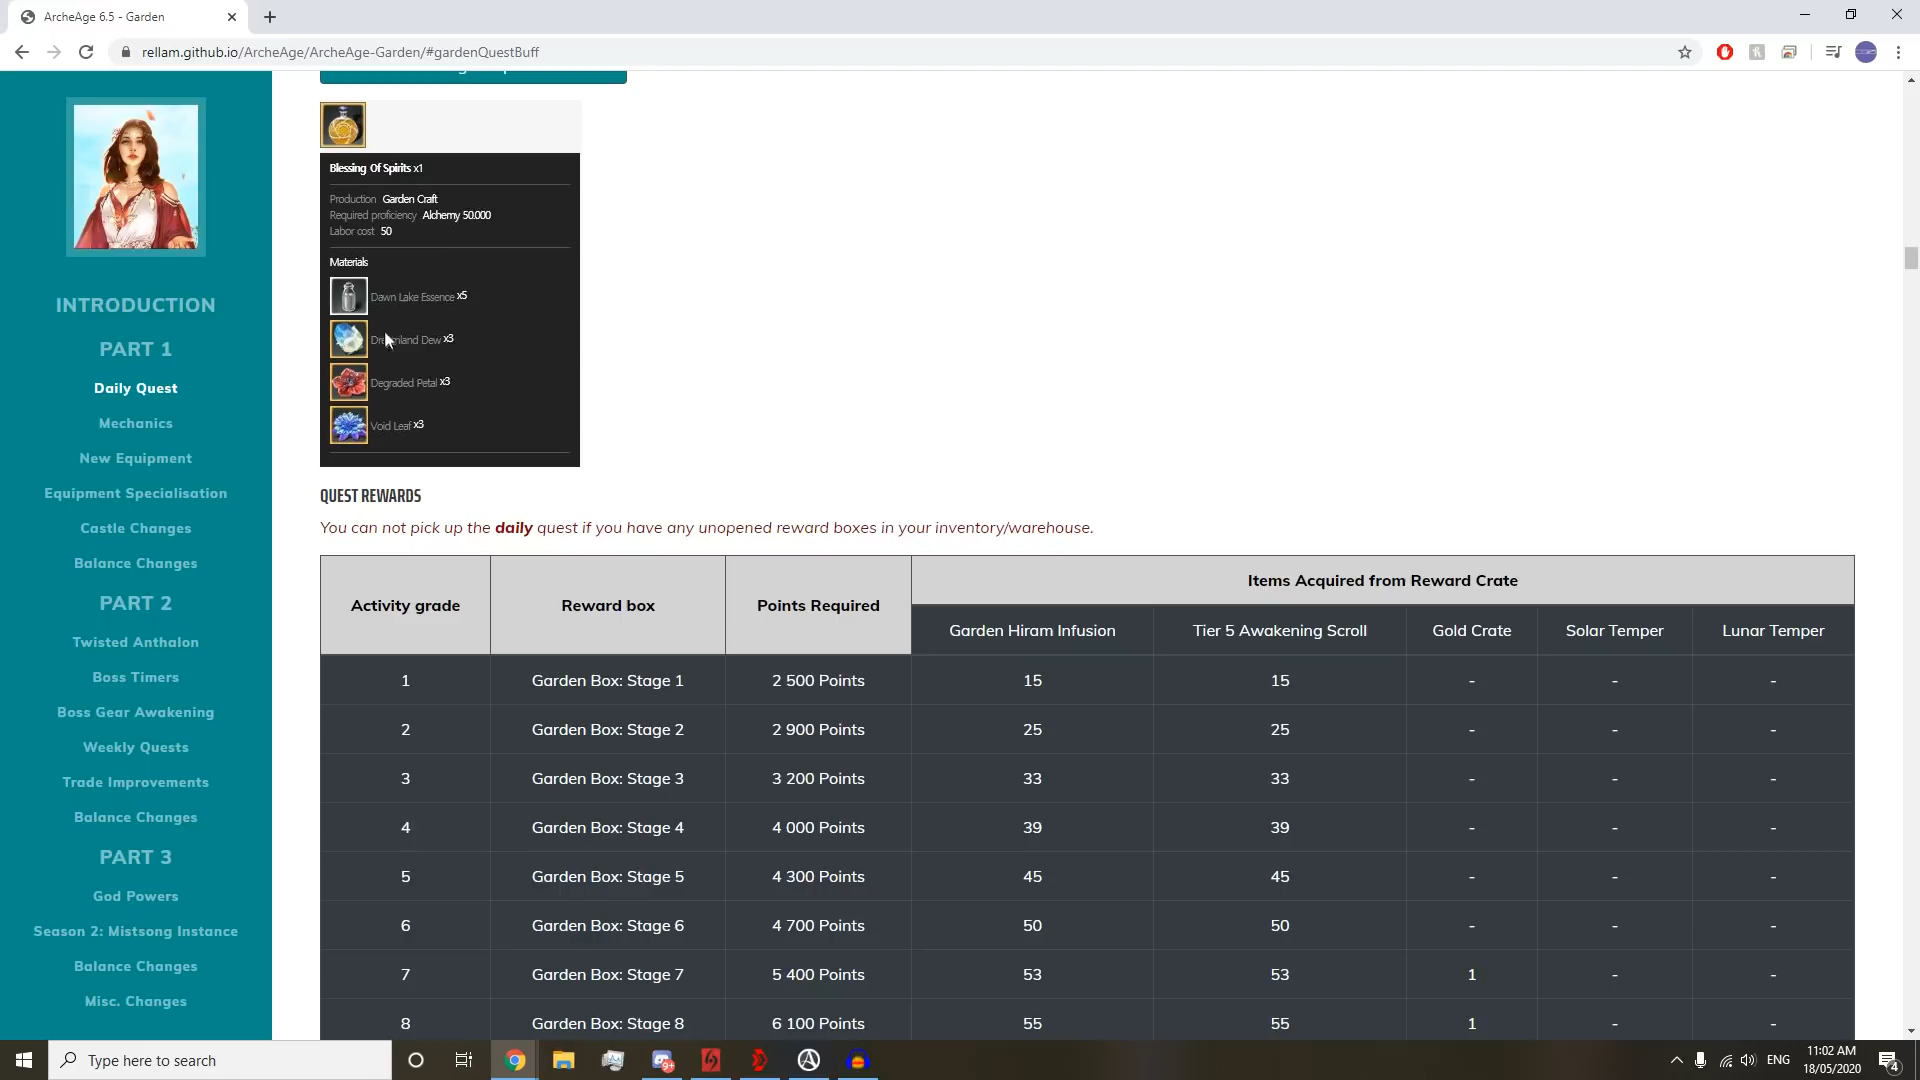 ArcheAge 6.5 - Garden
rellam.github.io/ArcheAge/ArcheAge-Garden/#gardenQuestBuff
INTRODUCTION
PART 1
Daily Quest
Mechanics
New Equipment
Equipment Specialisation
Castle Changes
Balance Changes
PART 2
Twisted Anthalon
Boss Timers
Boss Gear Awakening
Weekly Quests
Trade Improvements
Balance Changes
PART 3
God Powers
Season 2: Mistsong Instance
Balance Changes
Misc. Changes
Blessing Of Spirits x1
Production Garden Craft
Required proficiency Alchemy 50.000
Labor cost 50
Materials
Dawn Lake Essence x5
Dreamland Dew x3
Degraded Petal x3
Void Leaf x3
QUEST REWARDS
You can not pick up the daily quest if you have any unopened reward boxes in your inventory/warehouse.
Activity grade Reward box Points Required Items Acquired from Reward Crate
Garden Hiram Infusion Tier 5 Awakening Scroll Gold Crate Solar Temper Lunar Temper
1 Garden Box: Stage 1 2 500 Points 15 15 - - -
2 Garden Box: Stage 2 2 900 Points 25 25 - - -
3 Garden Box: Stage 3 3 200 Points 33 33 - - -
4 Garden Box: Stage 4 4 000 Points 39 39 - - -
5 Garden Box: Stage 5 4 300 Points 45 45 - - -
6 Garden Box: Stage 6 4 700 Points 50 50 - - -
7 Garden Box: Stage 7 5 400 Points 53 53 1 - -
8 Garden Box: Stage 8 6 100 Points 55 55 1 - -
Type here to search
9+
ENG
11:02 AM
18/05/2020
4